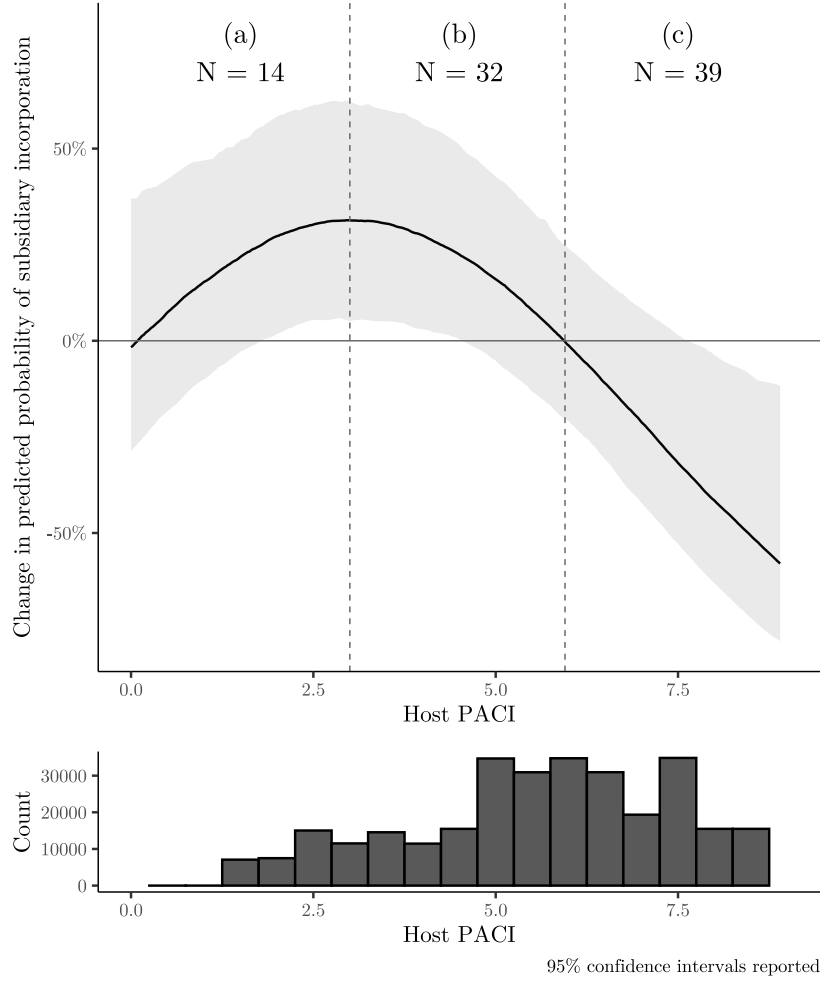 (a) (b) (c)
N = 14 N = 32 N = 39
Change in predicted probability of subsidiary incorporation
50%
0%
-50%
0.0 2.5 5.0 7.5
Host PACI
Count
30000
20000
10000
0
0.0 2.5 5.0 7.5
Host PACI
95% confidence intervals reported